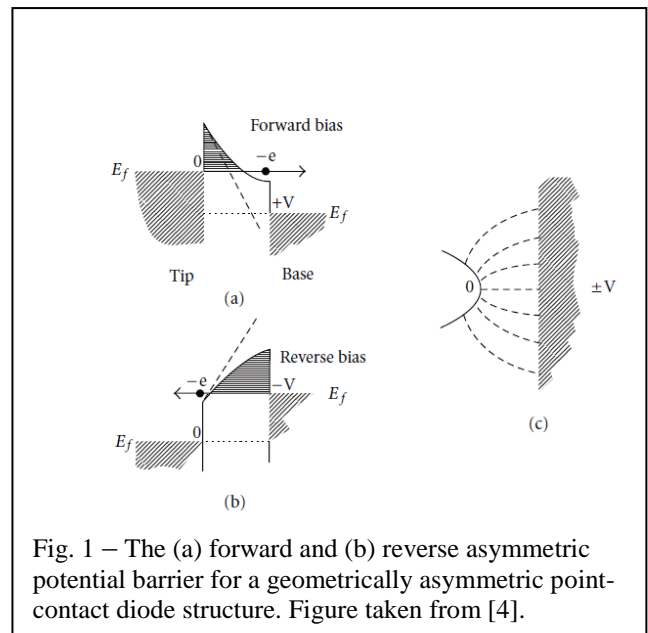 Forward bias
E_f
0
−e
+V
E_f
Tip
Base
(a)
Reverse bias
−e
−V
E_f
0
E_f
(b)
0
±V
(c)
Fig. 1 – The (a) forward and (b) reverse asymmetric
potential barrier for a geometrically asymmetric point-
contact diode structure. Figure taken from [4].